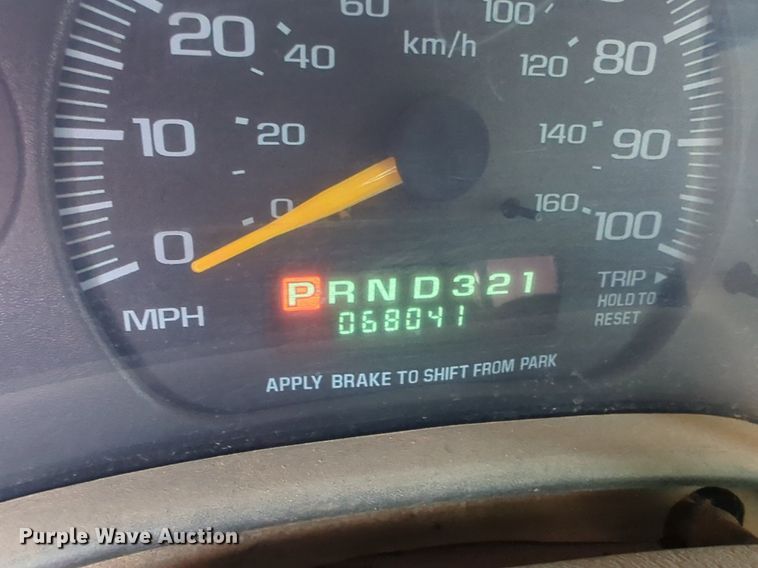 60
100
20
40
km/h
120
80
10
20
140
90
0
0
160
100
PRND321
TRIP
MPH
068041
HOLD TO
RESET
APPLY BRAKE TO SHIFT FROM PARK
Purple Wave Auction®